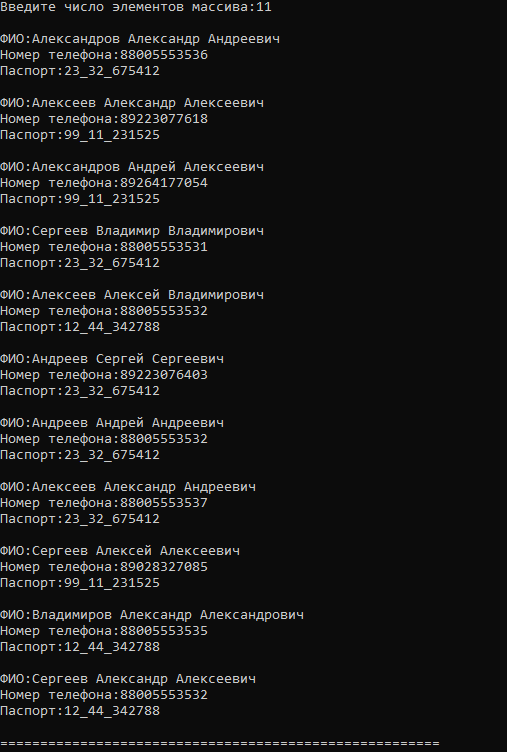 Введите число элементов массива:11
ФИО:Александров Александр Андреевич
Номер телефона:88005553536
Паспорт:23_32_675412
ФИО:Алексеев Александр Алексеевич
Номер телефона:89223077618
Паспорт:99_11_231525
ФИО:Александров Андрей Алексеевич
Номер телефона:89264177054
Паспорт:99_11_231525
ФИО:Сергеев Владимир Владимирович
Номер телефона:88005553531
Паспорт:23_32_675412
ФИО:Алексеев Алексей Владимирович
Номер телефона:88005553532
Паспорт:12_44_342788
ФИО:Андреев Сергей Сергеевич
Номер телефона:89223076403
Паспорт:23_32_675412
ФИО:Андреев Андрей Андреевич
Номер телефона:88005553532
Паспорт:23_32_675412
ФИО:Алексеев Александр Андреевич
Номер телефона:88005553537
Паспорт:23_32_675412
ФИО:Сергеев Алексей Алексеевич
Номер телефона:89028327085
Паспорт:99_11_231525
ФИО:Владимиров Александр Александрович
Номер телефона:88005553535
Паспорт:12_44_342788
ФИО:Сергеев Александр Алексеевич
Номер телефона:88005553532
Паспорт:12_44_342788
=======================================================